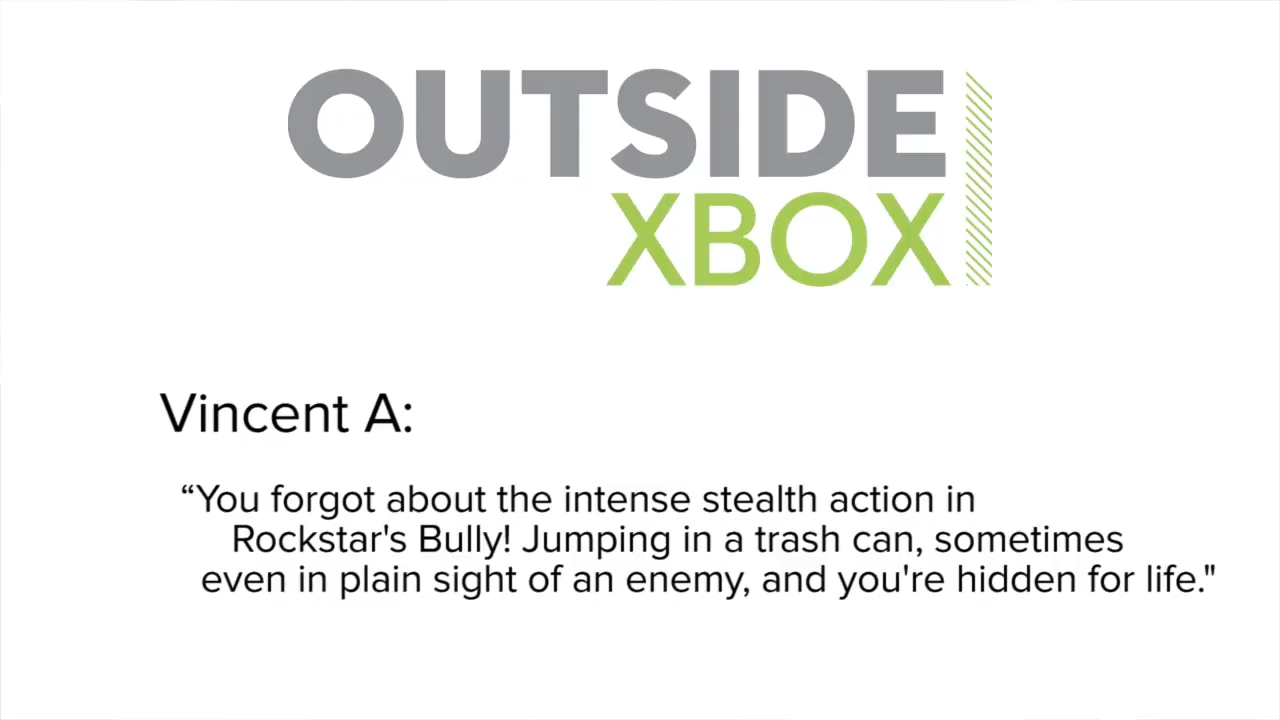 OUTSIDE
XBOX
Vincent A:
“You forgot about the intense stealth action in
Rockstar's Bully! Jumping in a trash can, sometimes
even in plain sight of an enemy, and you're hidden for life."